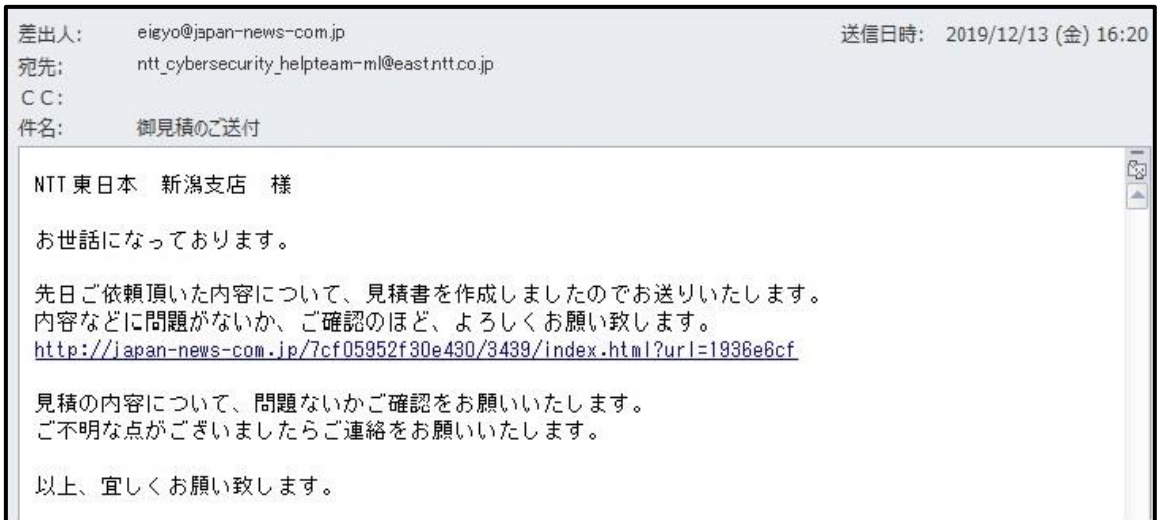 差出人: eigyo@japan-news-com.jp 送信日時: 2019/12/13 (金) 16:20
宛先: ntt_cybersecurity_helpteam-ml@east.ntt.co.jp
CC:
件名: 御見積のご送付
NTT東日本 新潟支店 様
お世話になっております。
先日ご依頼頂いた内容について、見積書を作成しましたのでお送りいたします。
内容などに問題がないか、ご確認のほど、よろしくお願い致します。
http://japan-news-com.jp/7cf05952f30e430/3439/index.html?url=1936e6cf
見積の内容について、問題ないかご確認をお願いいたします。
ご不明な点がございましたらご連絡をお願いいたします。
以上、宜しくお願い致します。